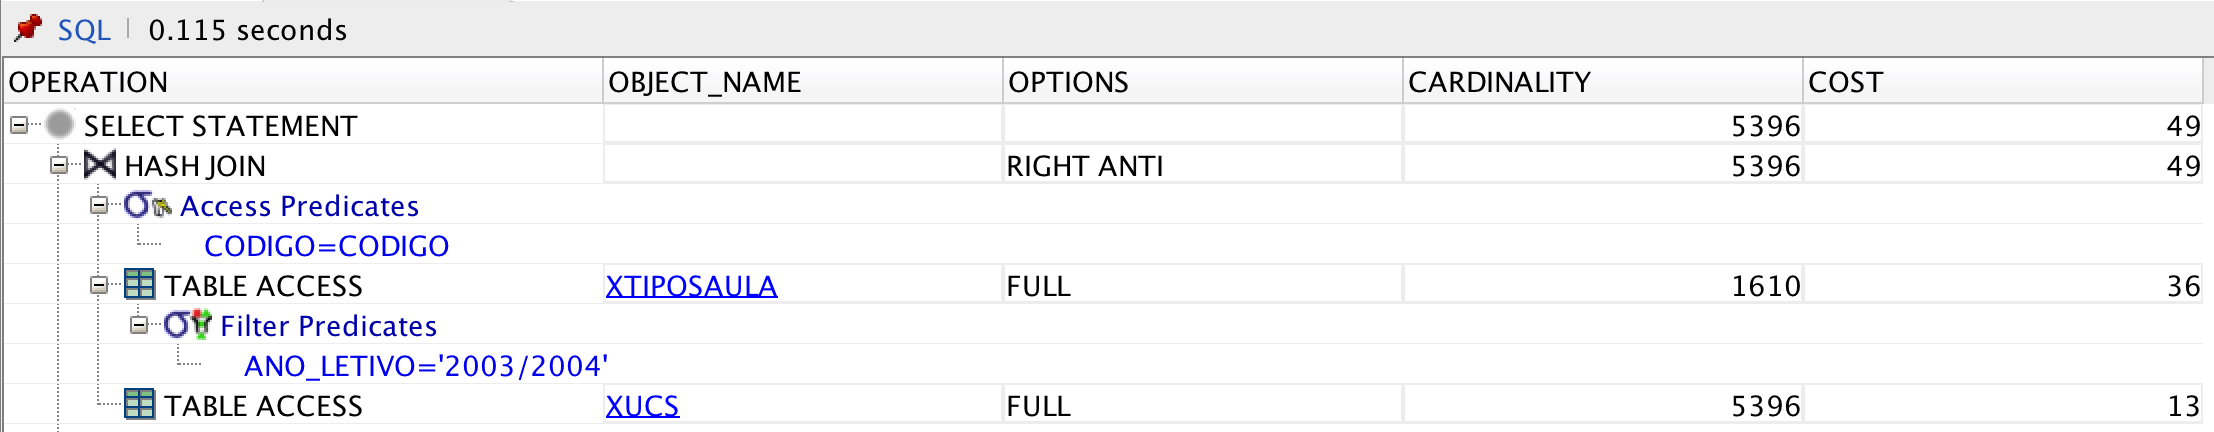 SQL | 0.115 seconds
OPERATION OBJECT_NAME OPTIONS CARDINALITY COST
SELECT STATEMENT 5396 49
HASH JOIN RIGHT ANTI 5396 49
Access Predicates
CODIGO=CODIGO
TABLE ACCESS XTIPOSAULA FULL 1610 36
Filter Predicates
ANO_LETIVO='2003/2004'
TABLE ACCESS XUCS FULL 5396 13